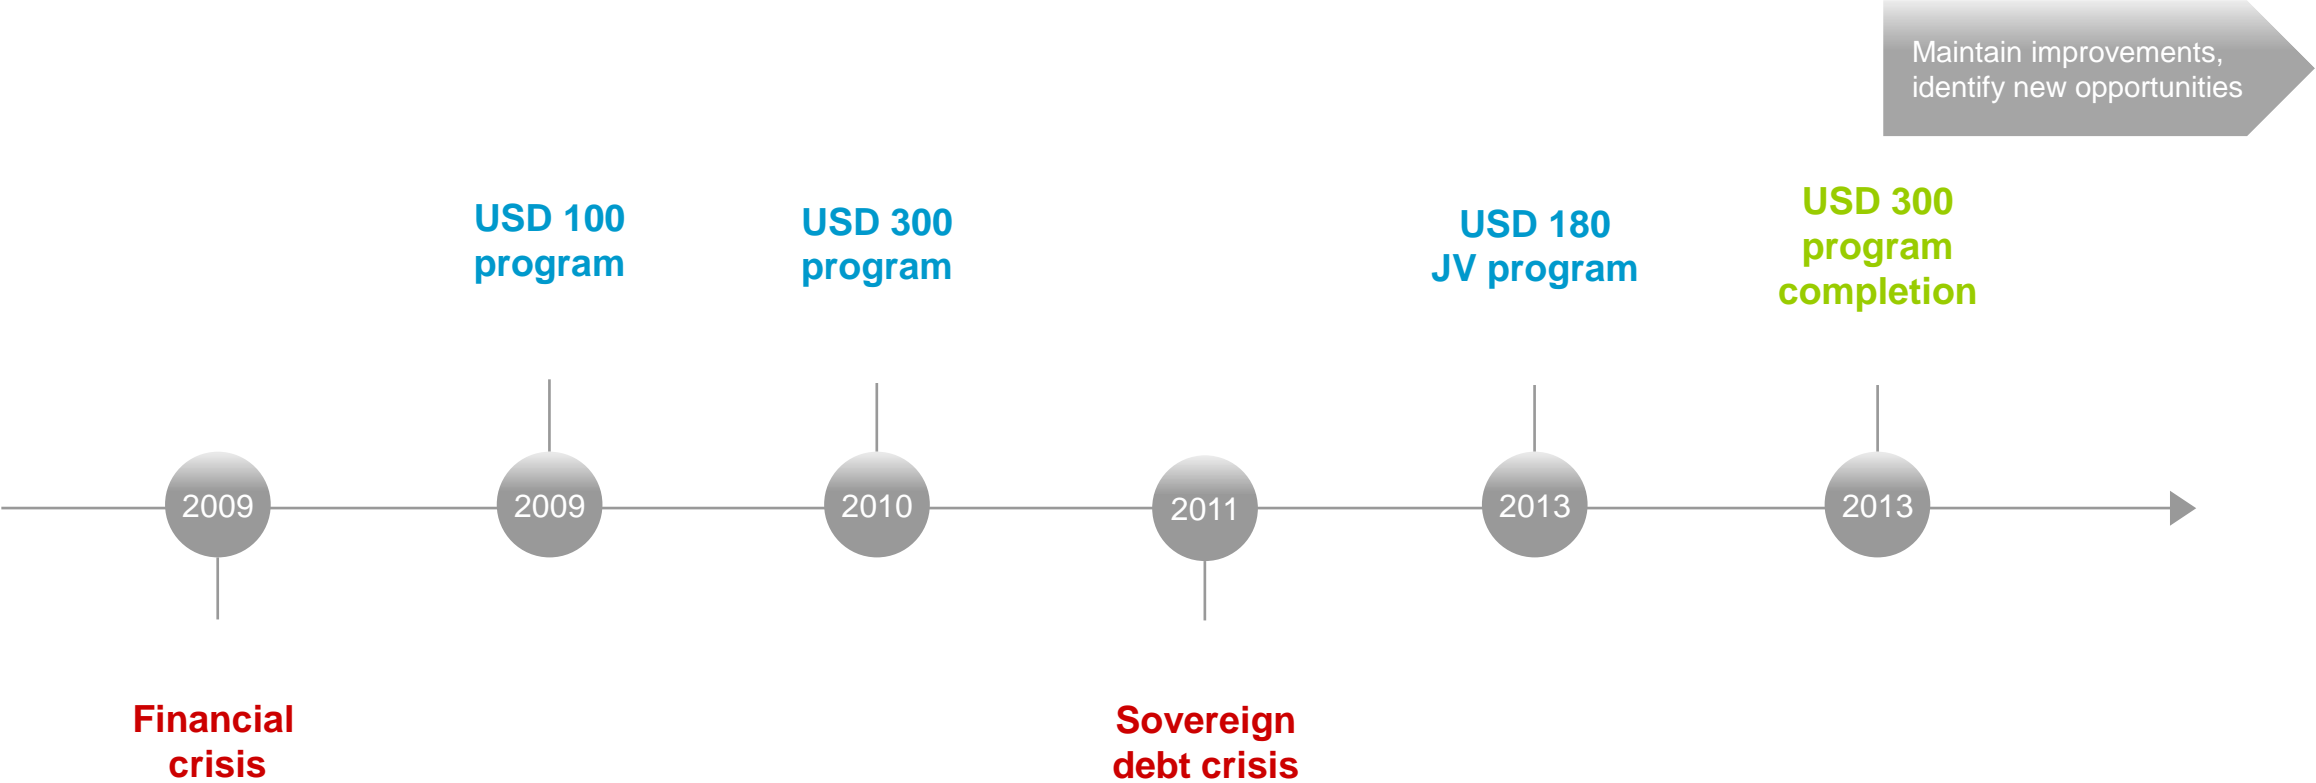 Maintain improvements,
identify new opportunities
USD 100
program
USD 300
program
USD 180
JV program
USD 300
program
completion
2009
2009
2010
2011
2013
2013
Financial
crisis
Sovereign
debt crisis